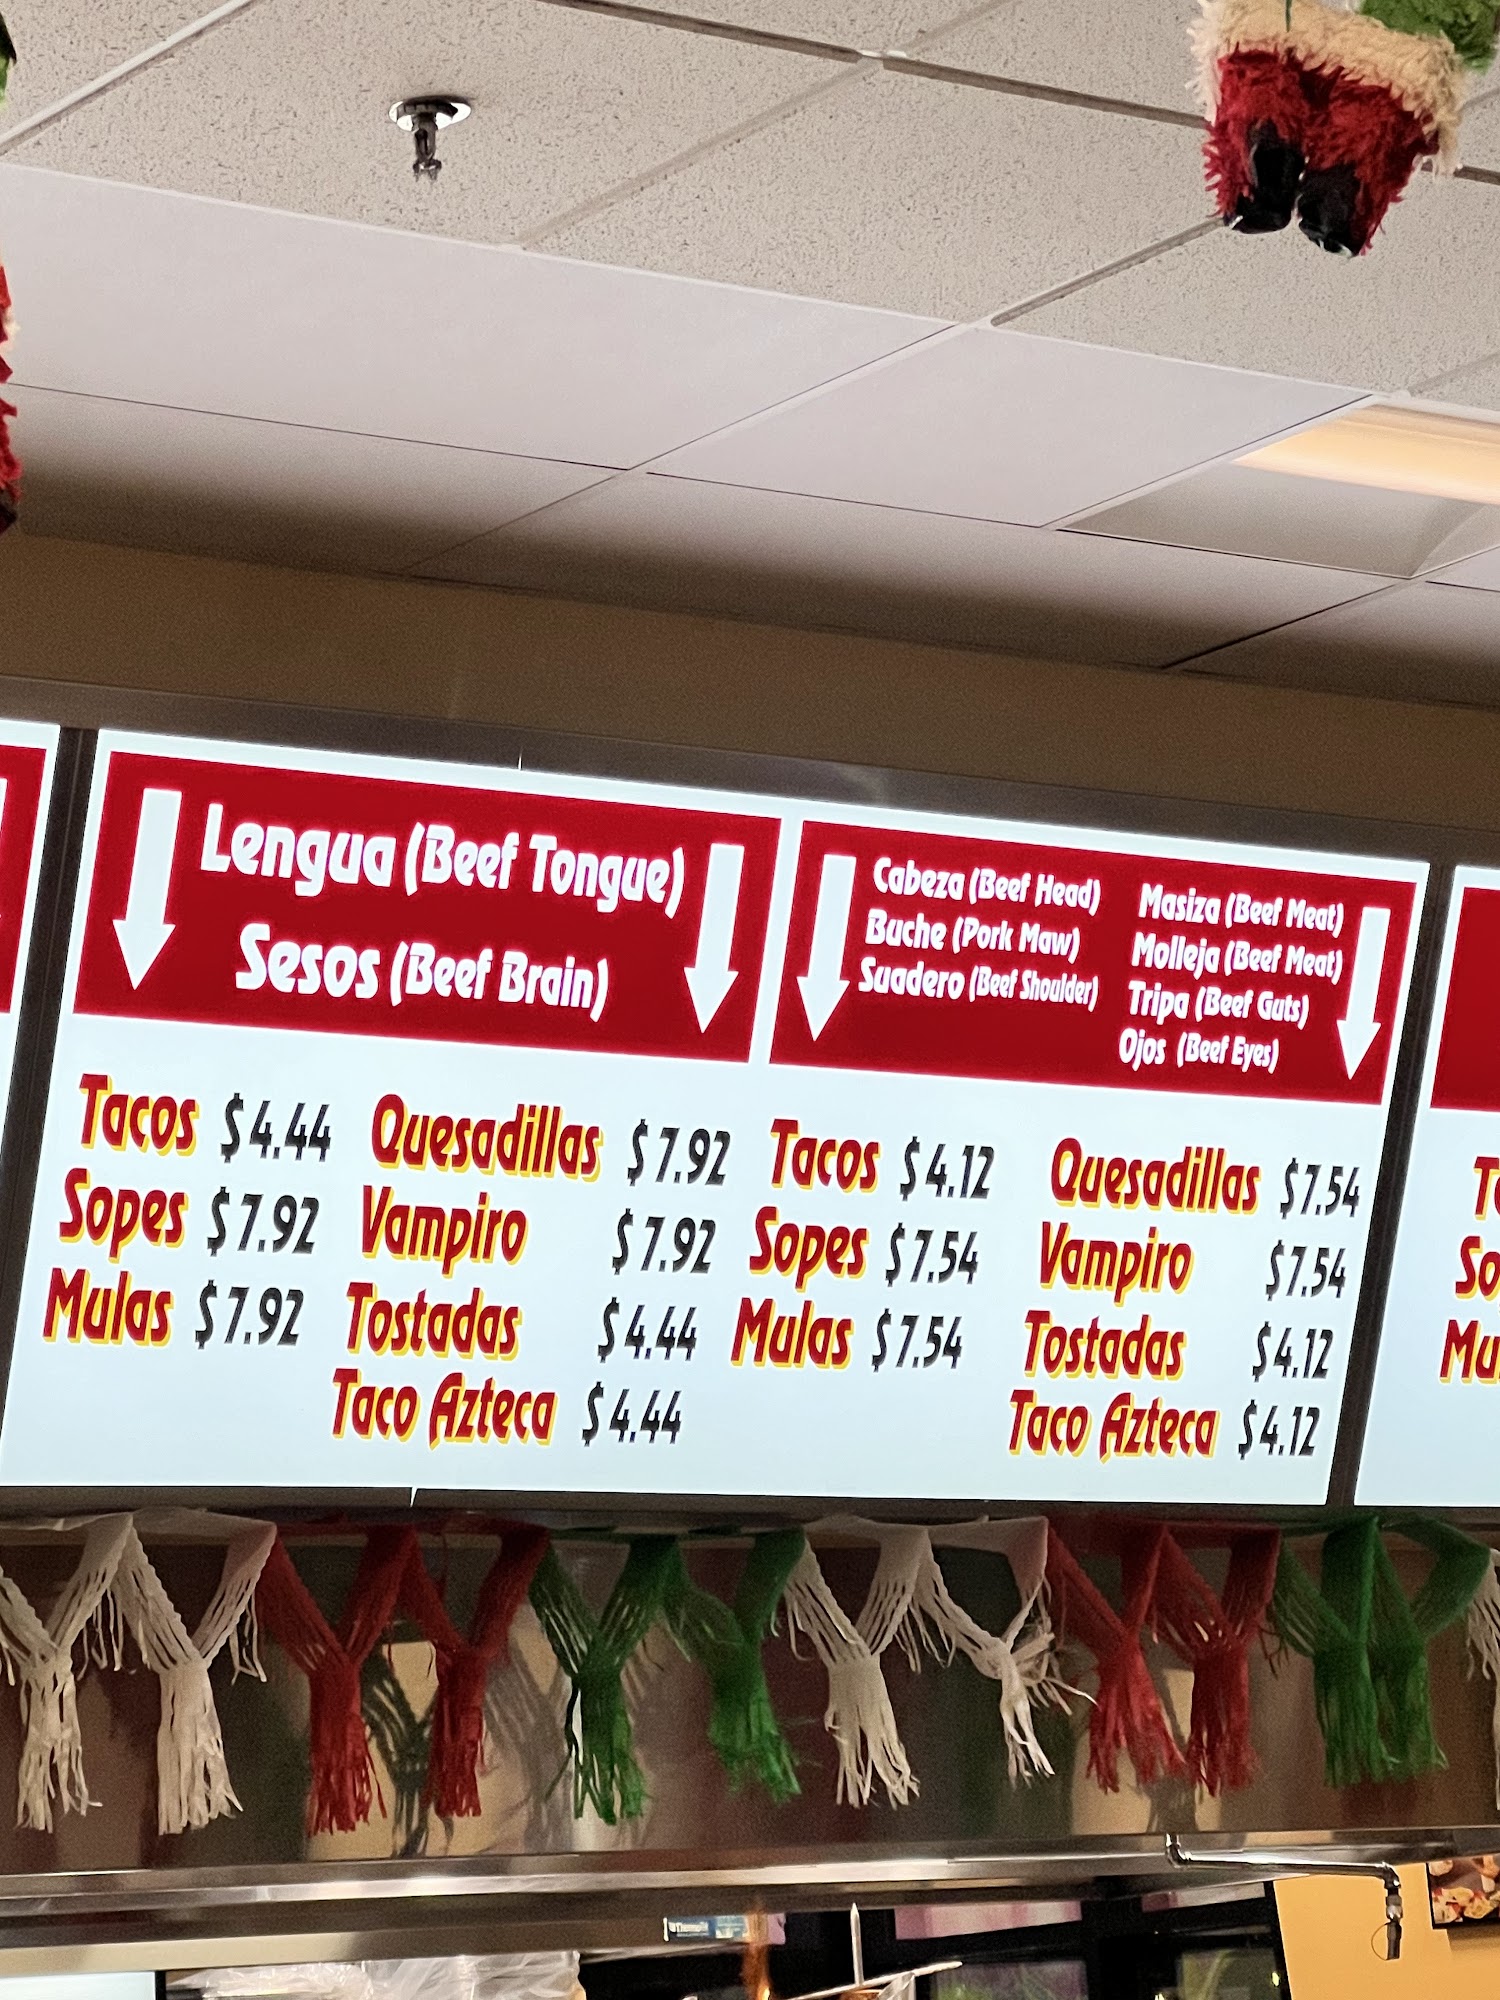 Lengua (Beef Tongue)
Sesos (Beef Brain)
Tacos $4.44
Sopes $7.92
Mulas $7.92
Quesadillas $7.92
Vampiro $7.92
Tostadas $4.44
Taco Azteca $4.44
Cabeza (Beef Head)
Buche (Pork Maw)
Suadero (Beef Shoulder)
Masiza (Beef Meat)
Molleja (Beef Meat)
Tripa (Beef Guts)
Ojos (Beef Eyes)
Tacos $4.12
Sopes $7.54
Mulas $7.54
Quesadillas $7.54
Vampiro $7.54
Tostadas $4.12
Taco Azteca $4.12